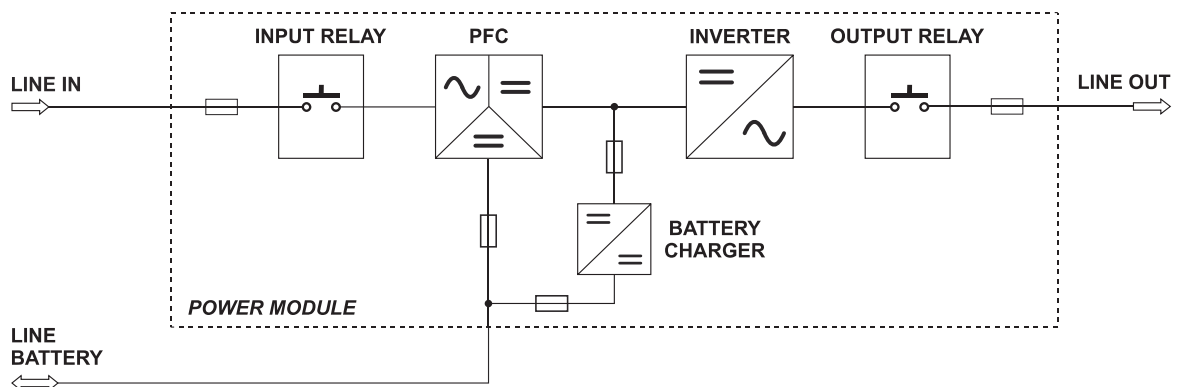 INPUT RELAY
PFC
INVERTER
OUTPUT RELAY
LINE IN
LINE OUT
BATTERY
CHARGER
POWER MODULE
LINE
BATTERY